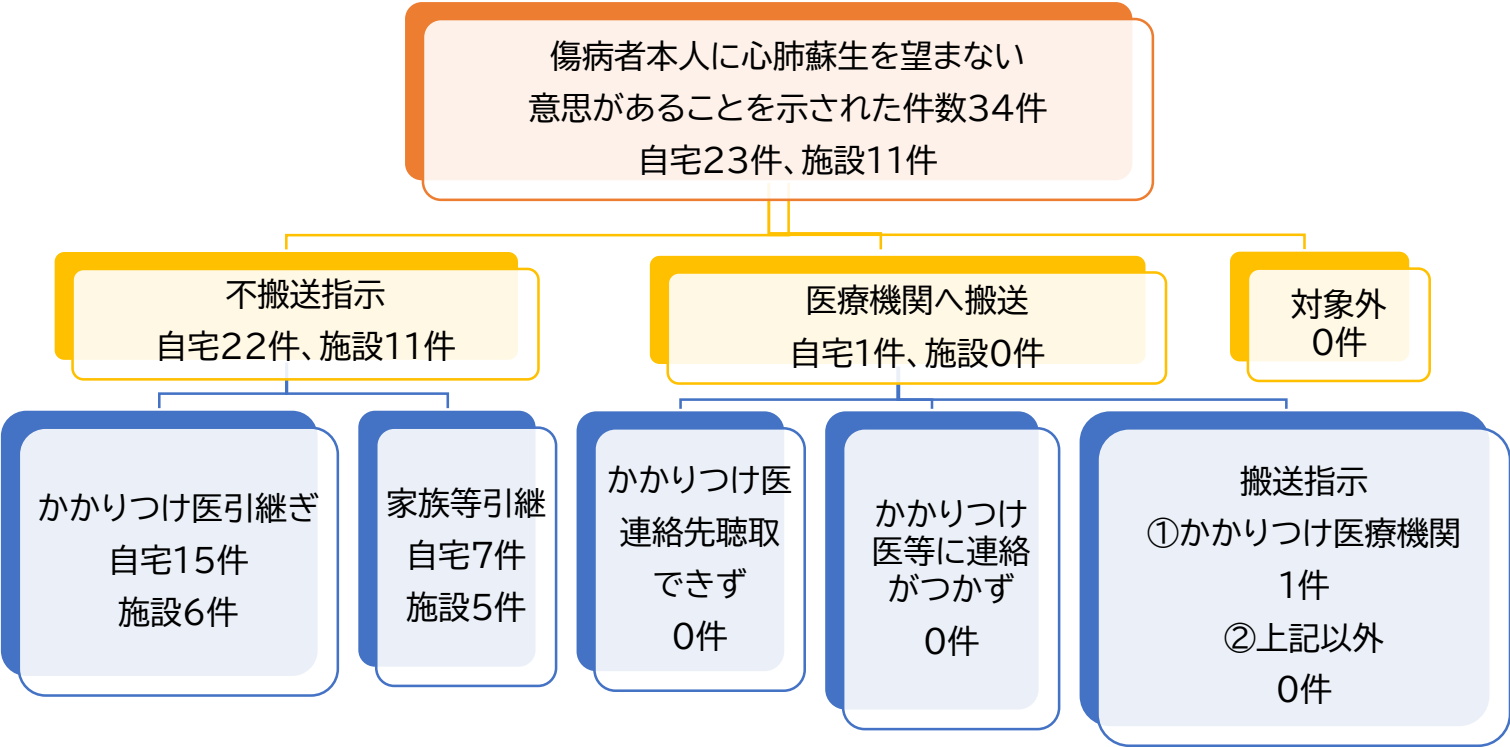 傷病者本人に心肺蘇生を望まない
意思があることを示された件数34件
自宅23件、施設11件
不搬送指示
自宅22件、施設11件
医療機関へ搬送
自宅1件、施設0件
対象外
0件
かかりつけ医引継ぎ
自宅15件
施設6件
家族等引継
自宅7件
施設5件
かかりつけ医
連絡先聴取
できず
0件
かかりつけ
医等に連絡
がつかず
0件
搬送指示
①かかりつけ医療機関
1件
②上記以外
0件